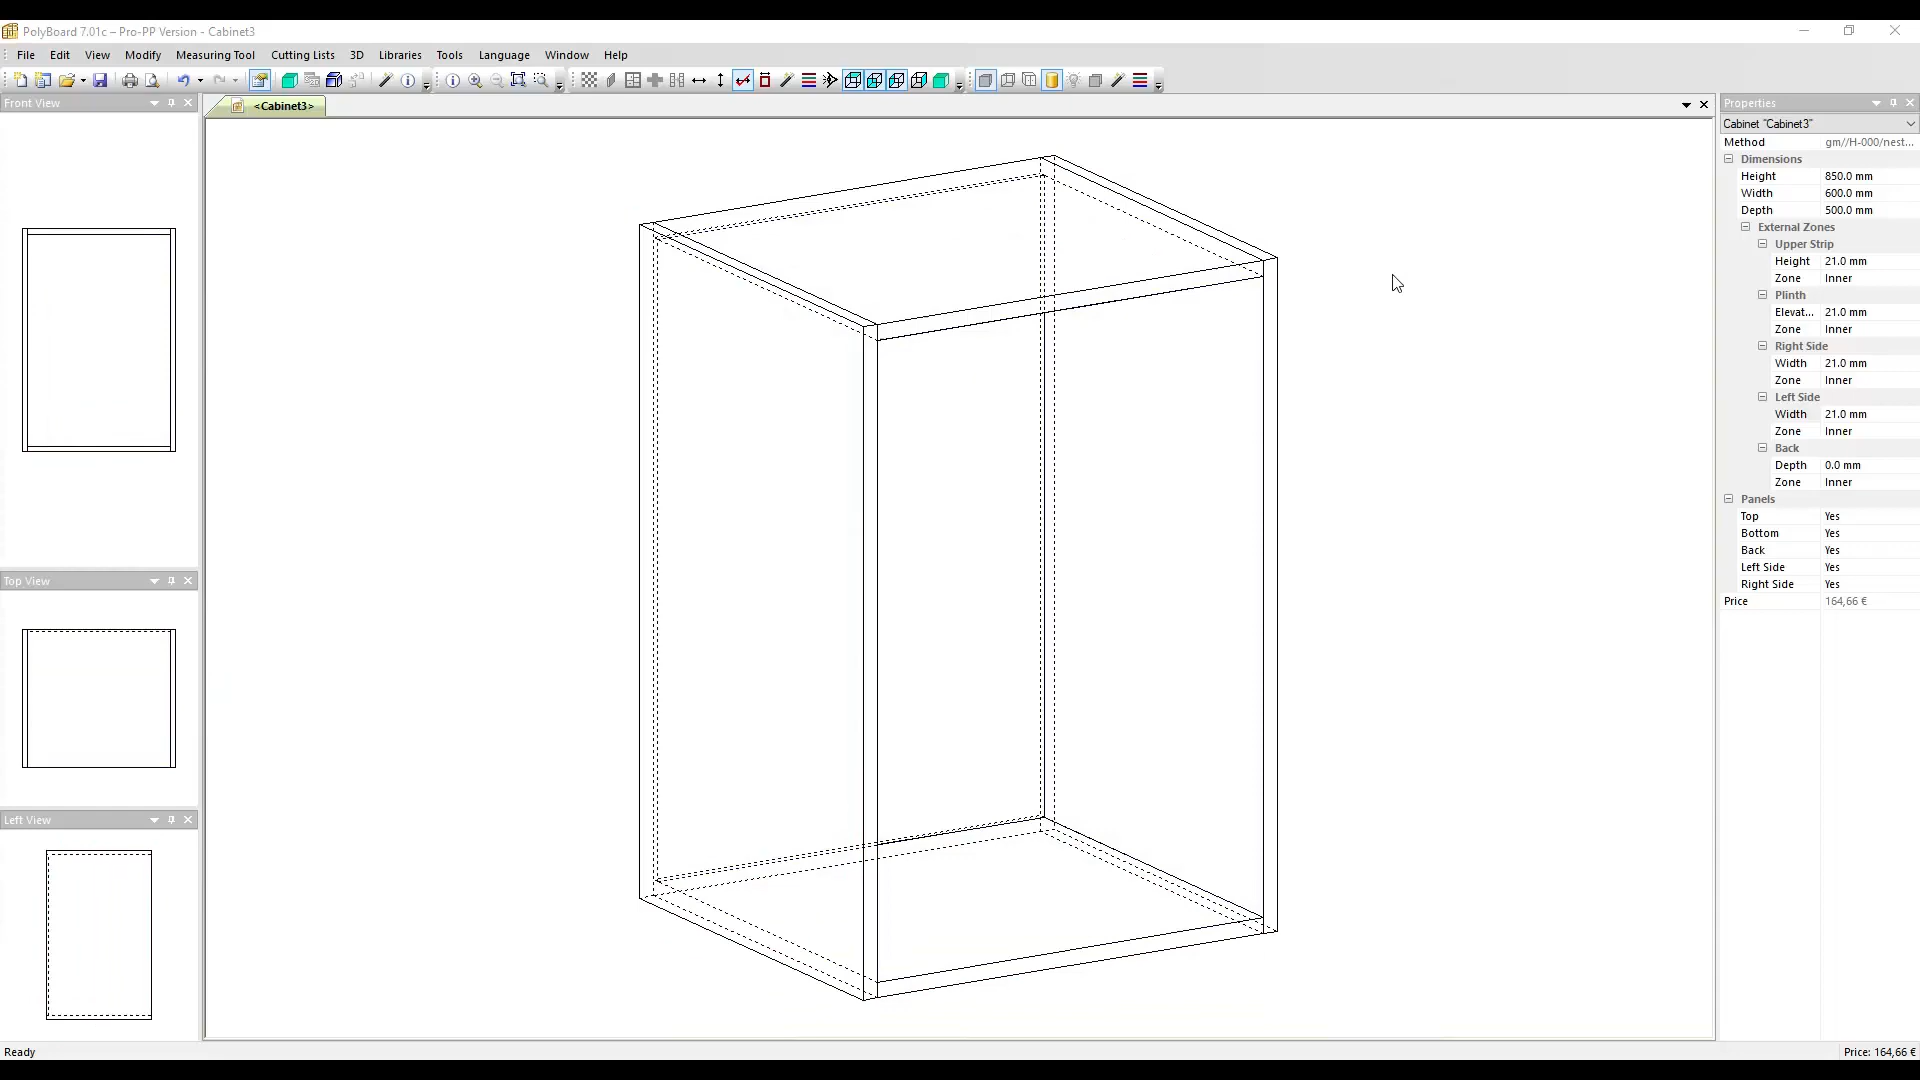 PolyBoard 7.01c – Pro-PP Version - Cabinet3
File Edit View Modify Measuring Tool Cutting Lists 3D Libraries Tools Language Window Help
Front View
<Cabinet3>
Top View
Left View
Properties
Cabinet "Cabinet3"
Method gm//H-000/nest...
Dimensions
Height 850.0 mm
Width 600.0 mm
Depth 500.0 mm
External Zones
Upper Strip
Height 21.0 mm
Zone Inner
Plinth
Elevat... 21.0 mm
Zone Inner
Right Side
Width 21.0 mm
Zone Inner
Left Side
Width 21.0 mm
Zone Inner
Back
Depth 0.0 mm
Zone Inner
Panels
Top Yes
Bottom Yes
Back Yes
Left Side Yes
Right Side Yes
Price 164,66 €
Ready
Price: 164,66 €